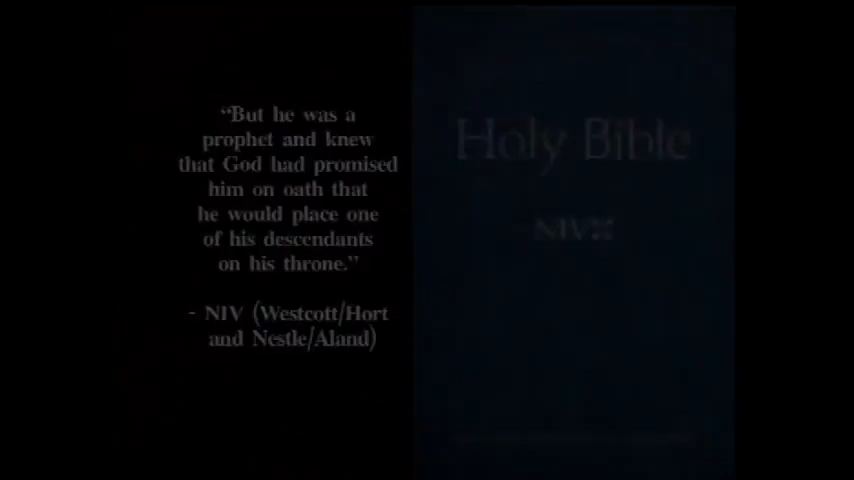 “But he was a
prophet and knew
that God had promised
him on oath that
he would place one
of his descendants
on his throne.”
- NIV (Westcott/Hort
and Nestle/Aland)
Holy Bible
NIV